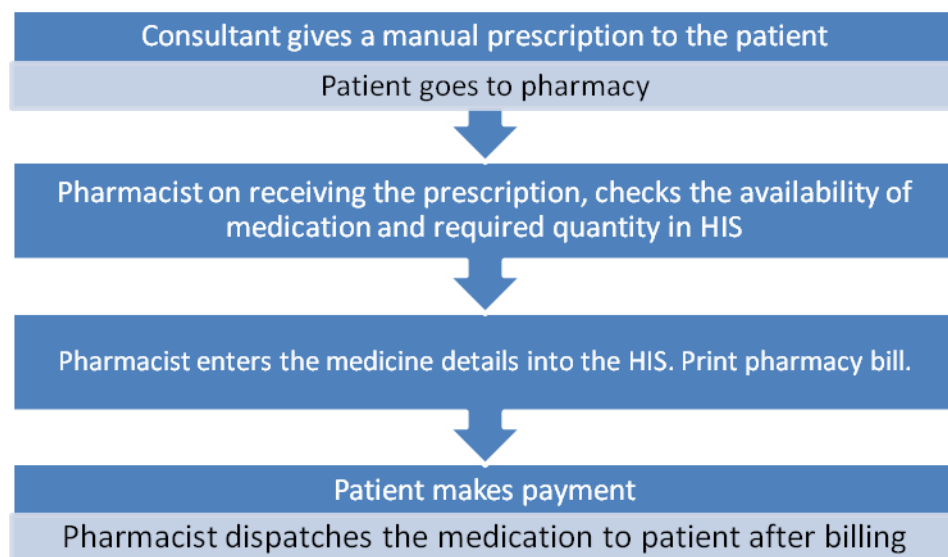 Consultant gives a manual prescription to the patient
Patient goes to pharmacy
Pharmacist on receiving the prescription, checks the availability of
medication and required quantity in HIS
Pharmacist enters the medicine details into the HIS. Print pharmacy bill.
Patient makes payment
Pharmacist dispatches the medication to patient after billing